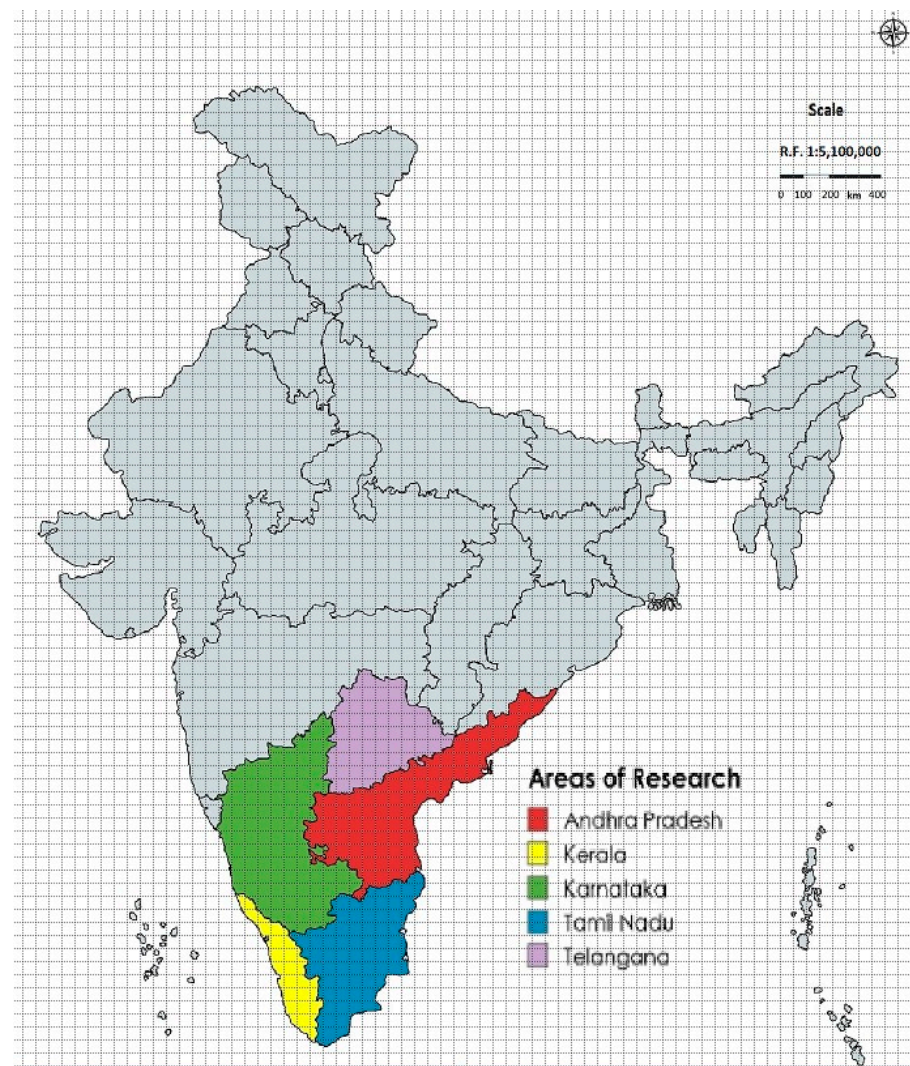 Scale
R.F. 1:5,100,000
0 100 200 km 400
Areas of Research
Andhra Pradesh
Kerala
Karnataka
Tamil Nadu
Telangana